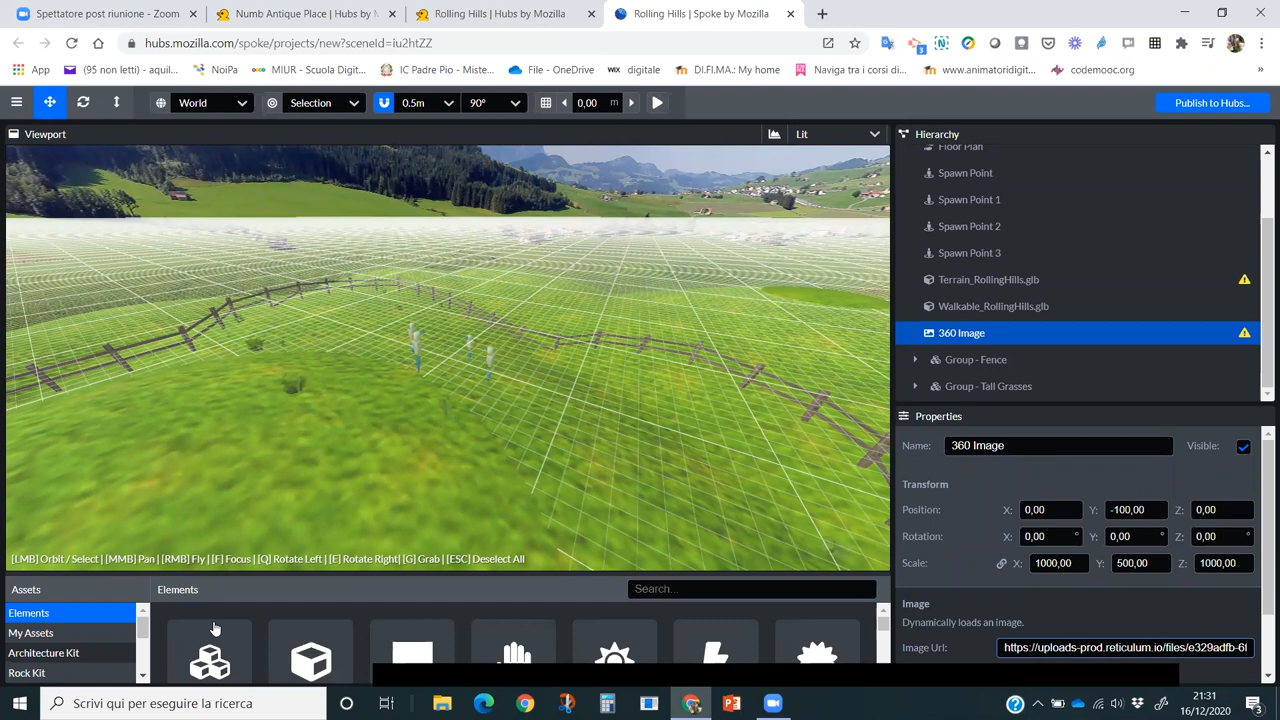 Spettatore post riunione - Zoom
Numb Antique Place | Hubs by M
Rolling Hills | Hubs by Mozilla
Rolling Hills | Spoke by Mozilla
hubs.mozilla.com/spoke/projects/new?sceneId=iu2htZZ
App
(95 non letti) - aquil...
NoiPa
MIUR - Scuola Digit...
IC Padre Pio - Miste...
File - OneDrive
WIX digitale
DI.FI.MA.: My home
Naviga tra i corsi di...
www.animatoridigit...
codemooc.org
World
Selection
0.5m
90°
0,00 m
Publish to Hubs...
Viewport
Lit
Hierarchy
Floor Plan
Spawn Point
Spawn Point 1
Spawn Point 2
Spawn Point 3
Terrain_RollingHills.glb
Walkable_RollingHills.glb
360 Image
Group - Fence
Group - Tall Grasses
Properties
Name: 360 Image Visible:
Transform
Position: X: 0,00 Y: -100,00 Z: 0,00
Rotation: X: 0,00 ° Y: 0,00 ° Z: 0,00 °
Scale: X: 1000,00 Y: 500,00 Z: 1000,00
Image
Dynamically loads an image.
Image Url: https://uploads-prod.reticulum.io/files/e329adfb-6l
[LMB] Orbit / Select | [MMB] Pan | [RMB] Fly | [F] Focus | [Q] Rotate Left | [E] Rotate Right | [G] Grab | [ESC] Deselect All
Assets
Elements
Search...
Elements
My Assets
Architecture Kit
Rock Kit
Scrivi qui per eseguire la ricerca
21:31
16/12/2020
3